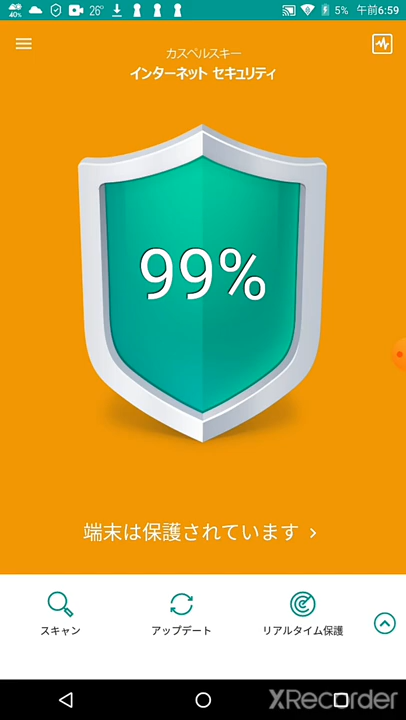 40%
26°
5%
午前6:59
カスペルスキー
インターネット セキュリティ
99%
端末は保護されています
スキャン
アップデート
リアルタイム保護
XRecorder